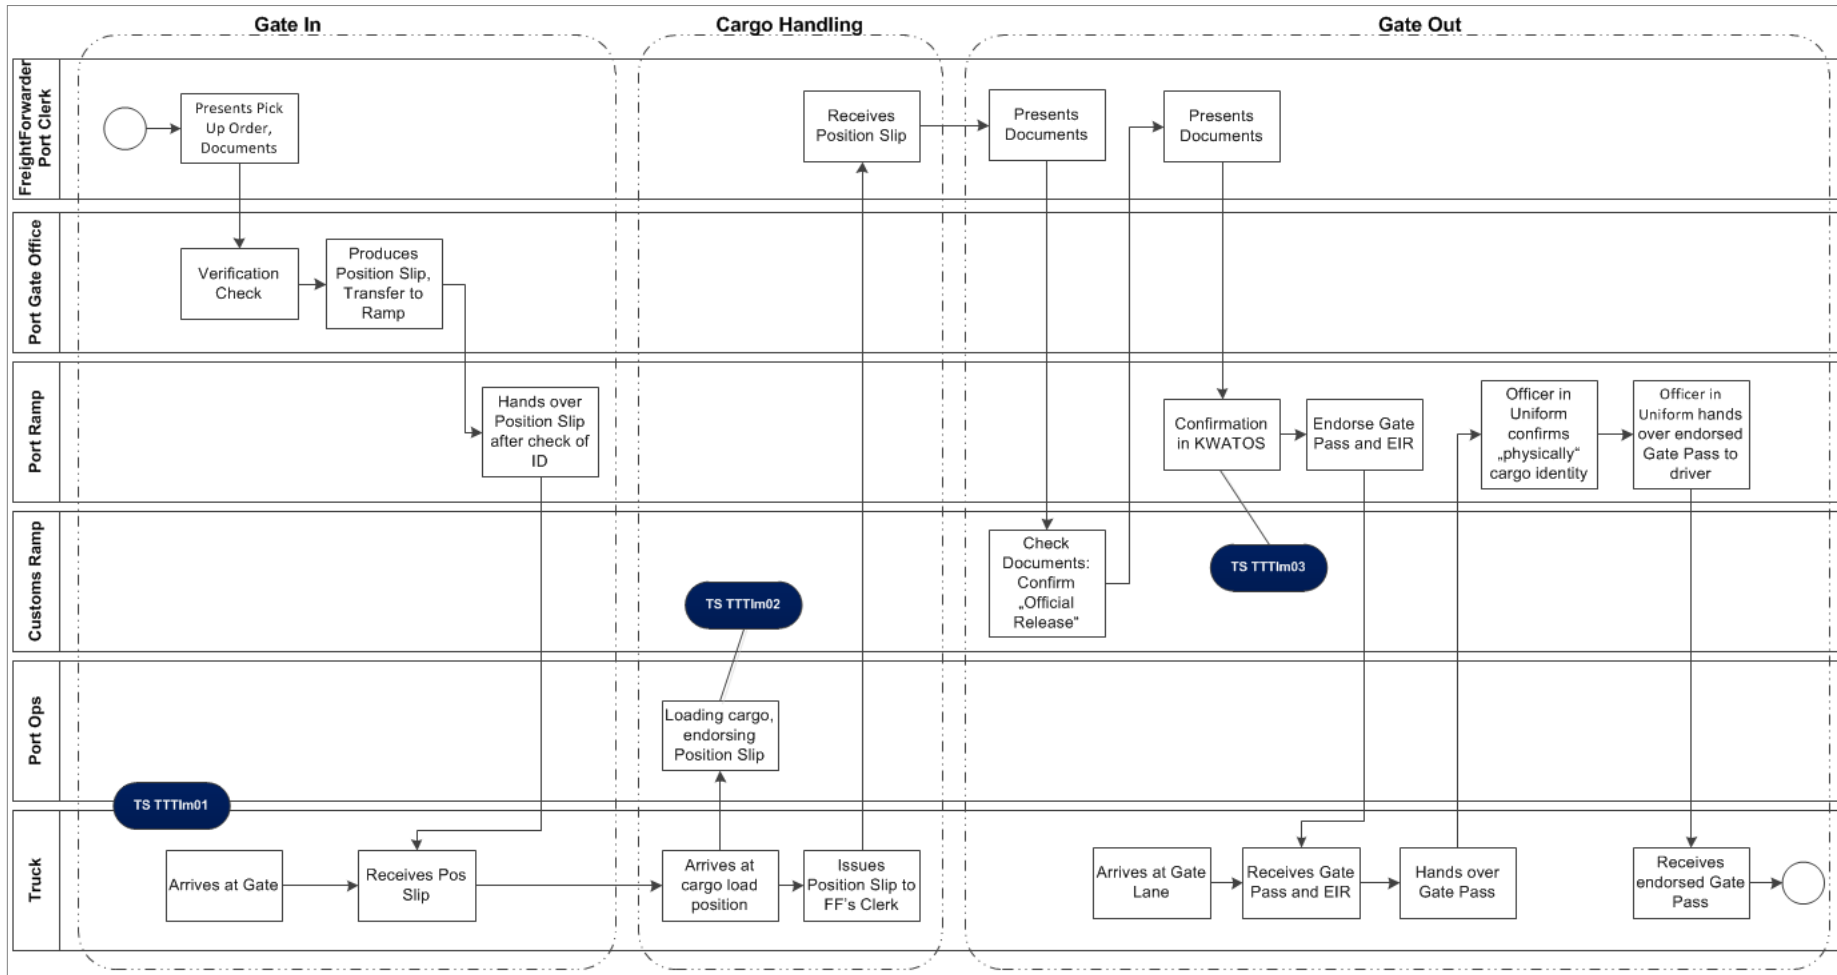 Gate In
Cargo Handling
Gate Out
FreightForwarder
Port Clerk
Presents Pick
Up Order,
Documents
Receives
Position Slip
Presents
Documents
Presents
Documents
Port Gate Office
Verification
Check
Produces
Position Slip,
Transfer to
Ramp
Port Ramp
Hands over
Position Slip
after check of
ID
Confirmation
in KWATOS
Endorse Gate
Pass and EIR
Officer in
Uniform
confirms
„physically“
cargo identity
Officer in
Uniform hands
over endorsed
Gate Pass to
driver
Customs Ramp
TS TTTIm02
Check
Documents:
Confirm
„Official
Release“
TS TTTIm03
Port Ops
Loading cargo,
endorsing
Position Slip
TS TTTIm01
Truck
Arrives at Gate
Receives Pos
Slip
Arrives at
cargo load
position
Issues
Position Slip to
FF's Clerk
Arrives at Gate
Lane
Receives Gate
Pass and EIR
Hands over
Gate Pass
Receives
endorsed Gate
Pass